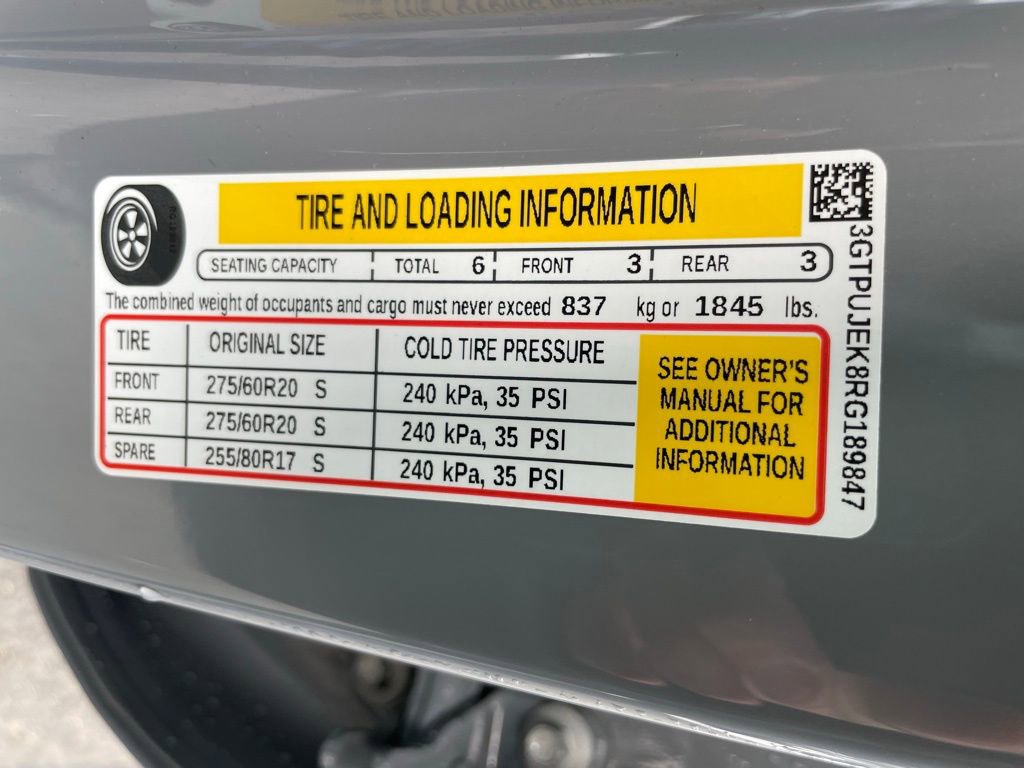 TIRE AND LOADING INFORMATION
SEATING CAPACITY TOTAL 6 FRONT 3 REAR 3
The combined weight of occupants and cargo must never exceed 837 kg or 1845 lbs.
TIRE ORIGINAL SIZE COLD TIRE PRESSURE
FRONT 275/60R20 S 240 kPa, 35 PSI
REAR 275/60R20 S 240 kPa, 35 PSI
SPARE 255/80R17 S 240 kPa, 35 PSI
SEE OWNER'S
MANUAL FOR
ADDITIONAL
INFORMATION
3GTPUJEK8RG189847